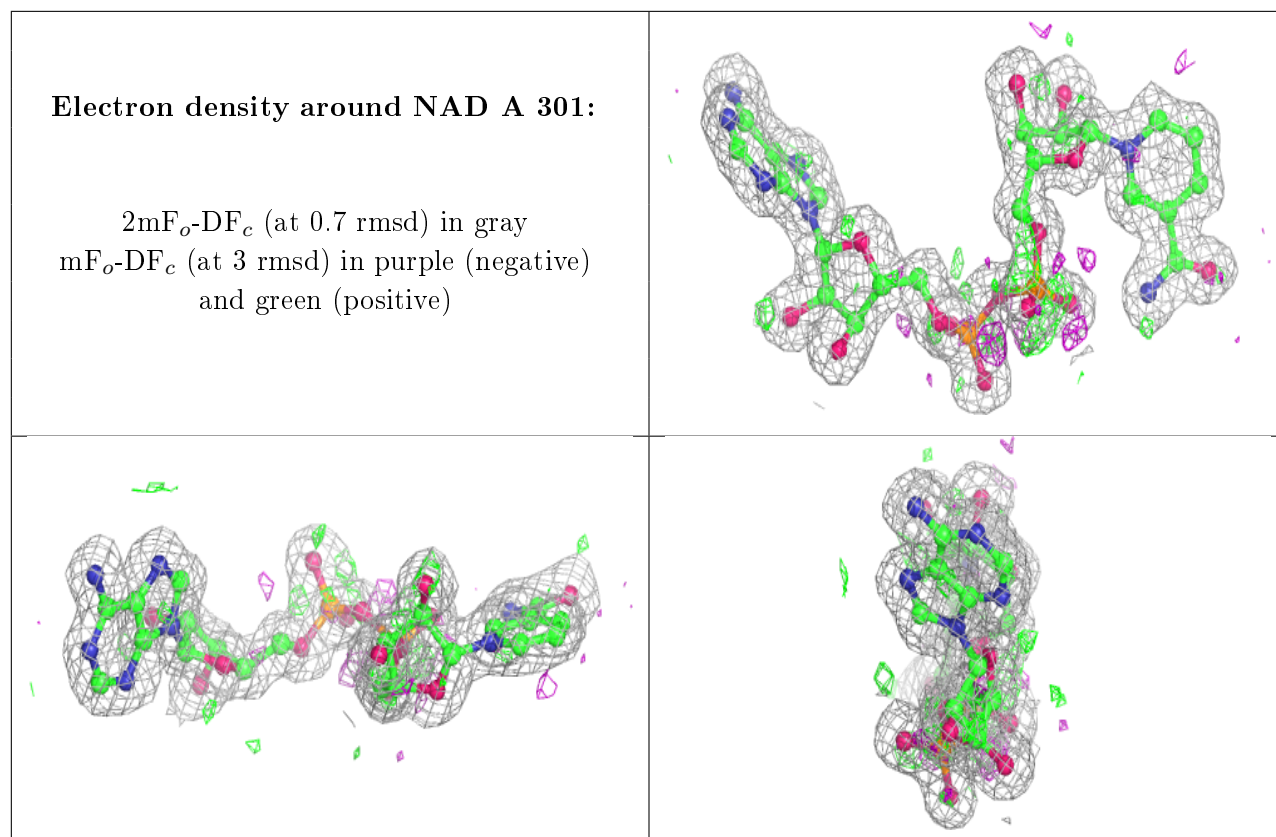 Electron density around NAD A 301:
2mFo-DFc (at 0.7 rmsd) in gray
mFo-DFc (at 3 rmsd) in purple (negative)
and green (positive)